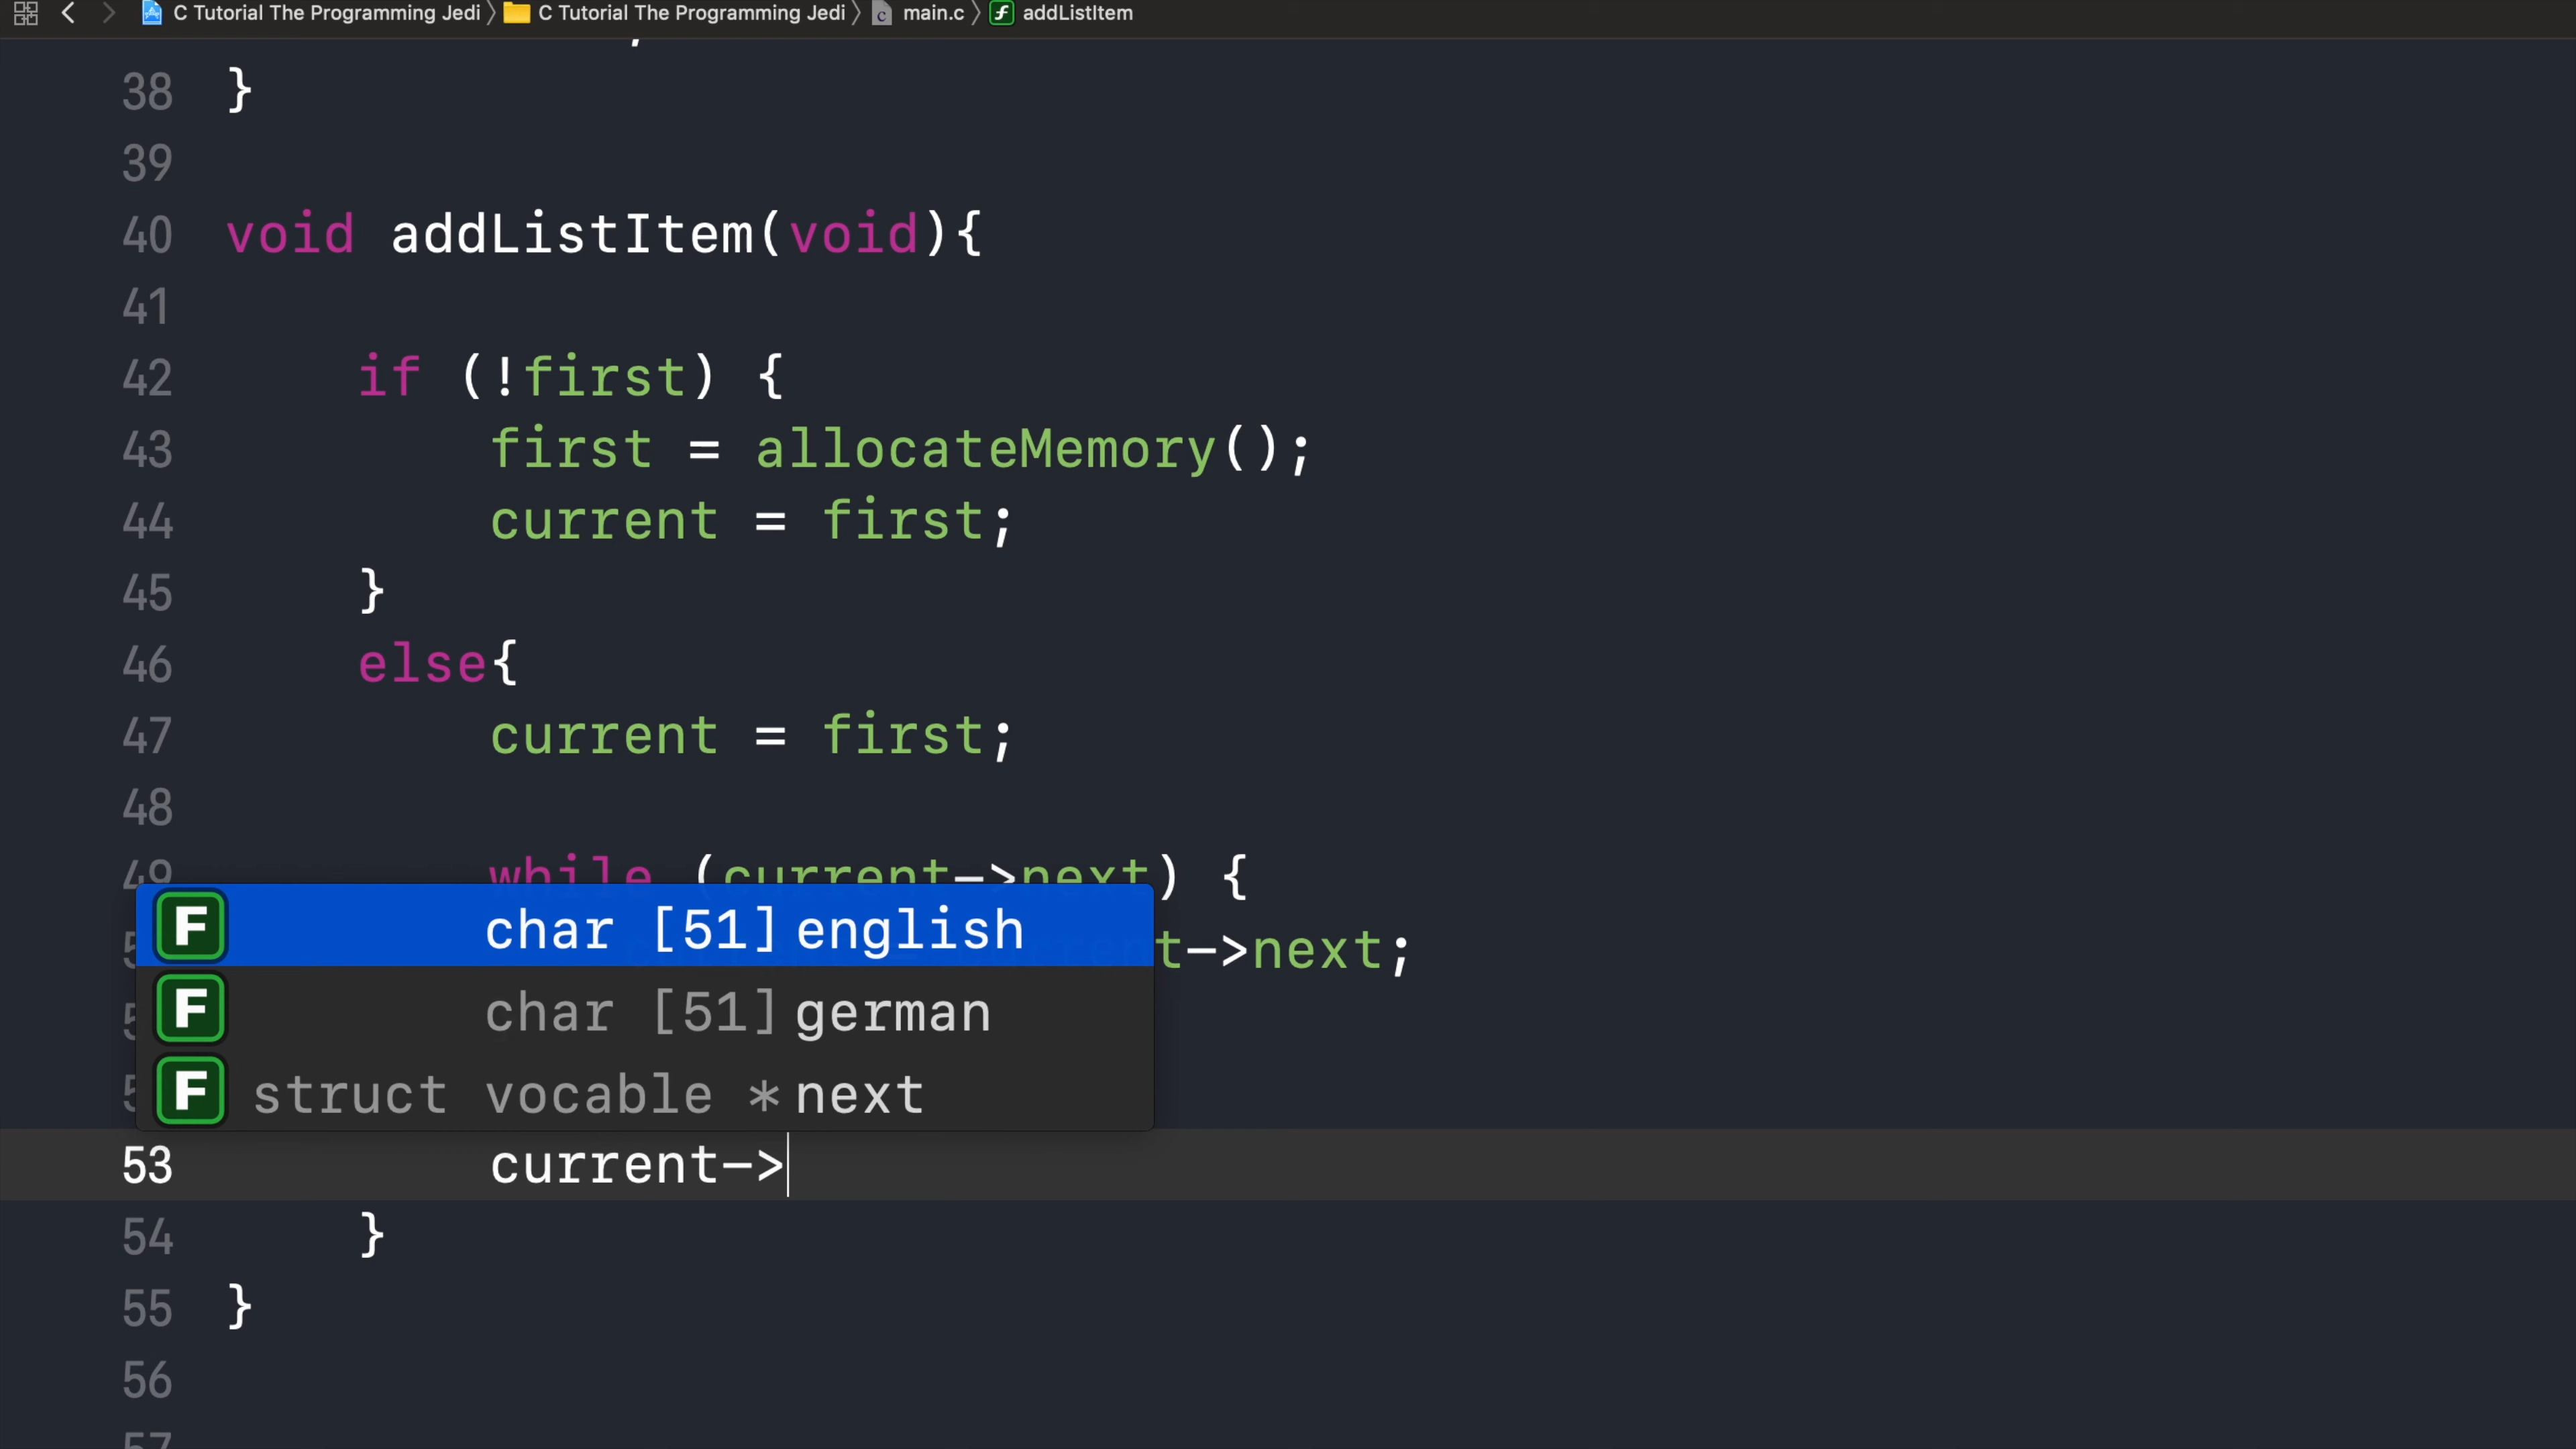 C Tutorial The Programming Jedi 〉 C Tutorial The Programming Jedi 〉 main.c 〉 addListItem
38 }
39
40 void addListItem(void){
41
42 if (!first) {
43 first = allocateMemory();
44 current = first;
45 }
46 else{
47 current = first;
48
49 while (current->next) {
F char [51] english
t->next;
F char [51] german
F struct vocable * next
53 current->
54 }
55 }
56
57